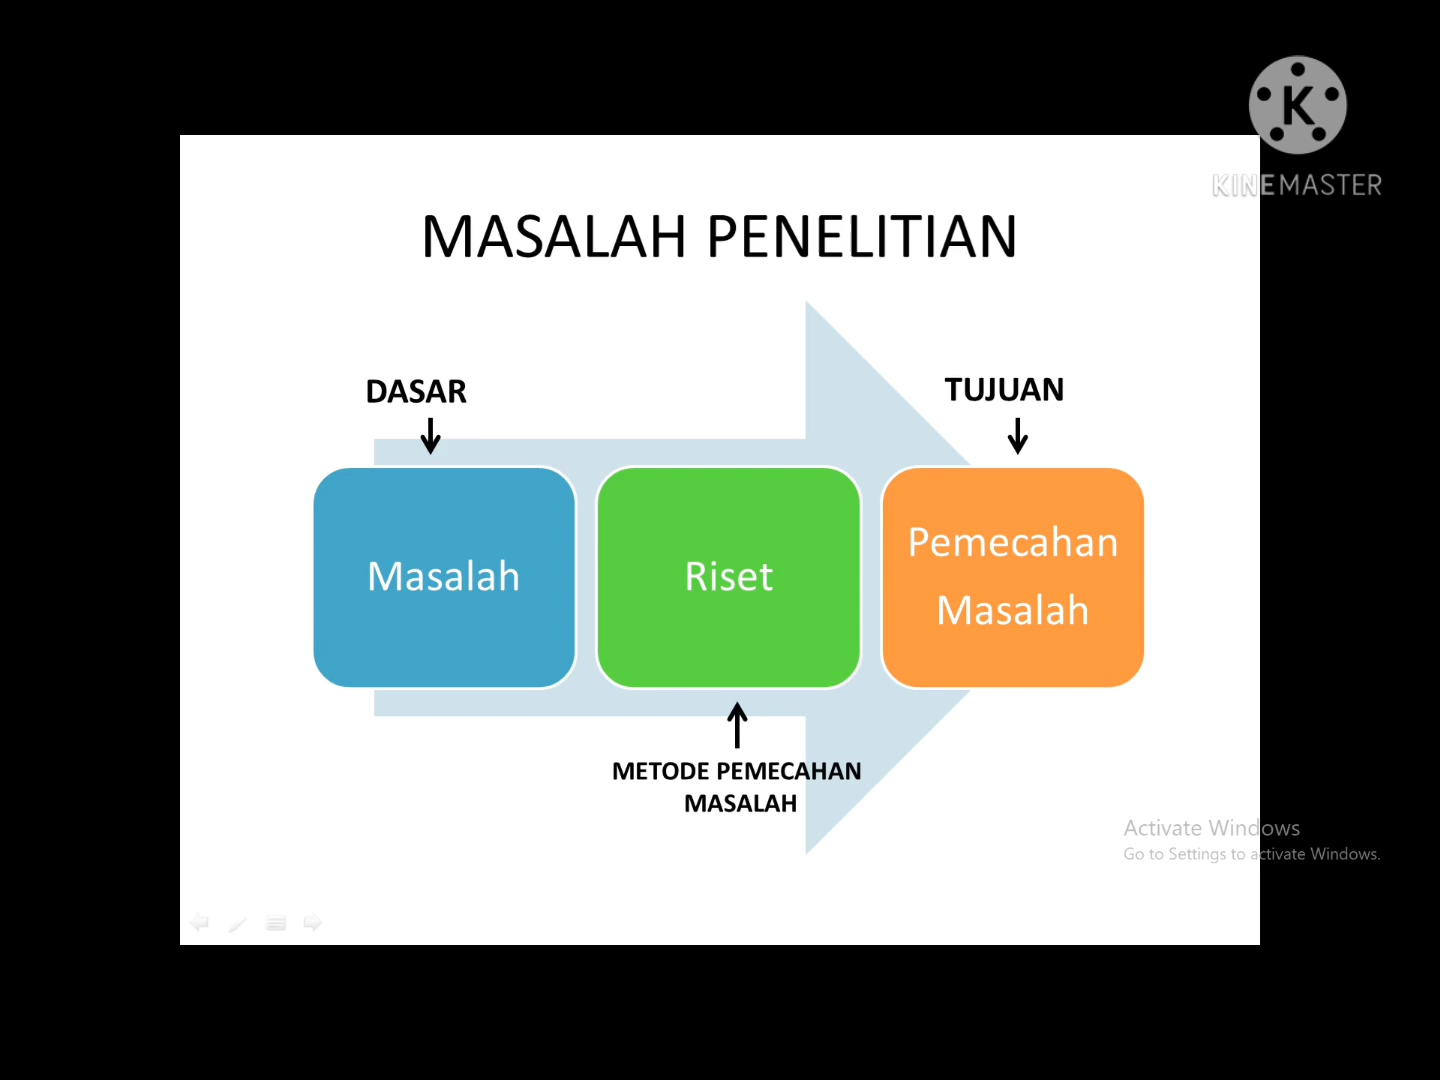 K
KINEMASTER
MASALAH PENELITIAN
DASAR
TUJUAN
Masalah
Riset
Pemecahan
Masalah
METODE PEMECAHAN
MASALAH
Activate Windows
Go to Settings to activate Windows.